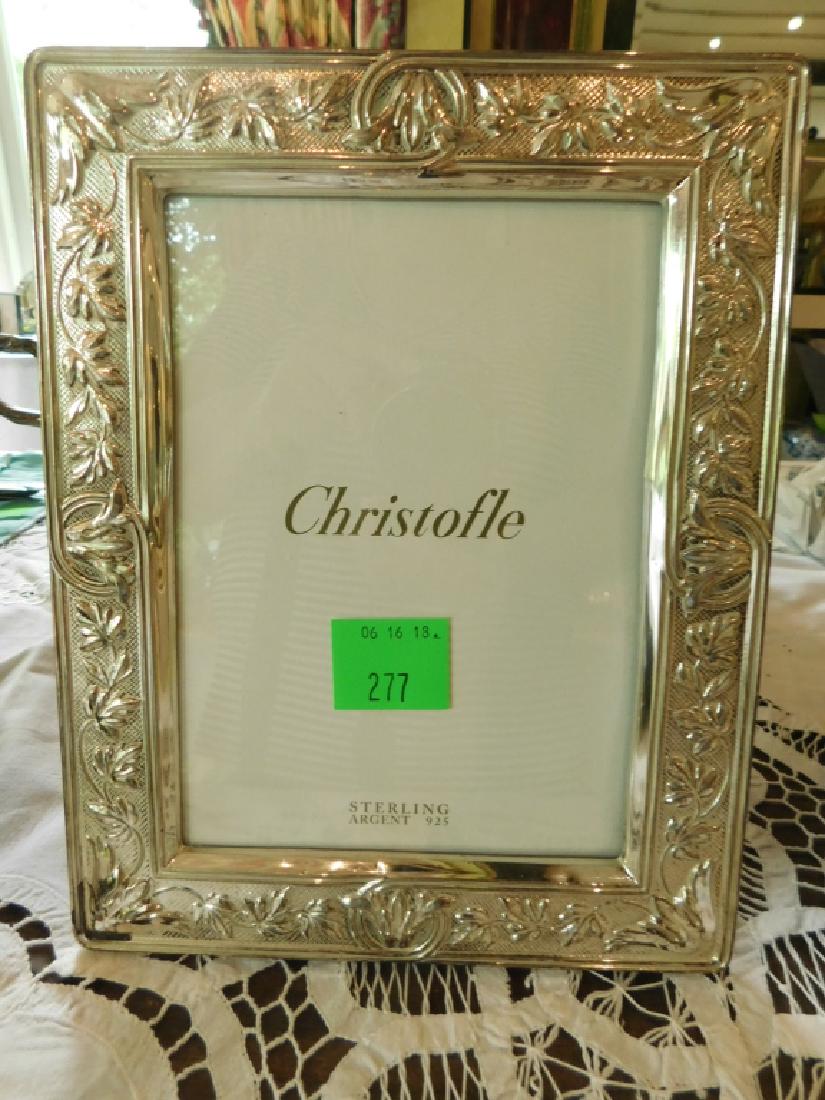 Christofle
06 16 18
277
STERLING
ARGENT 925